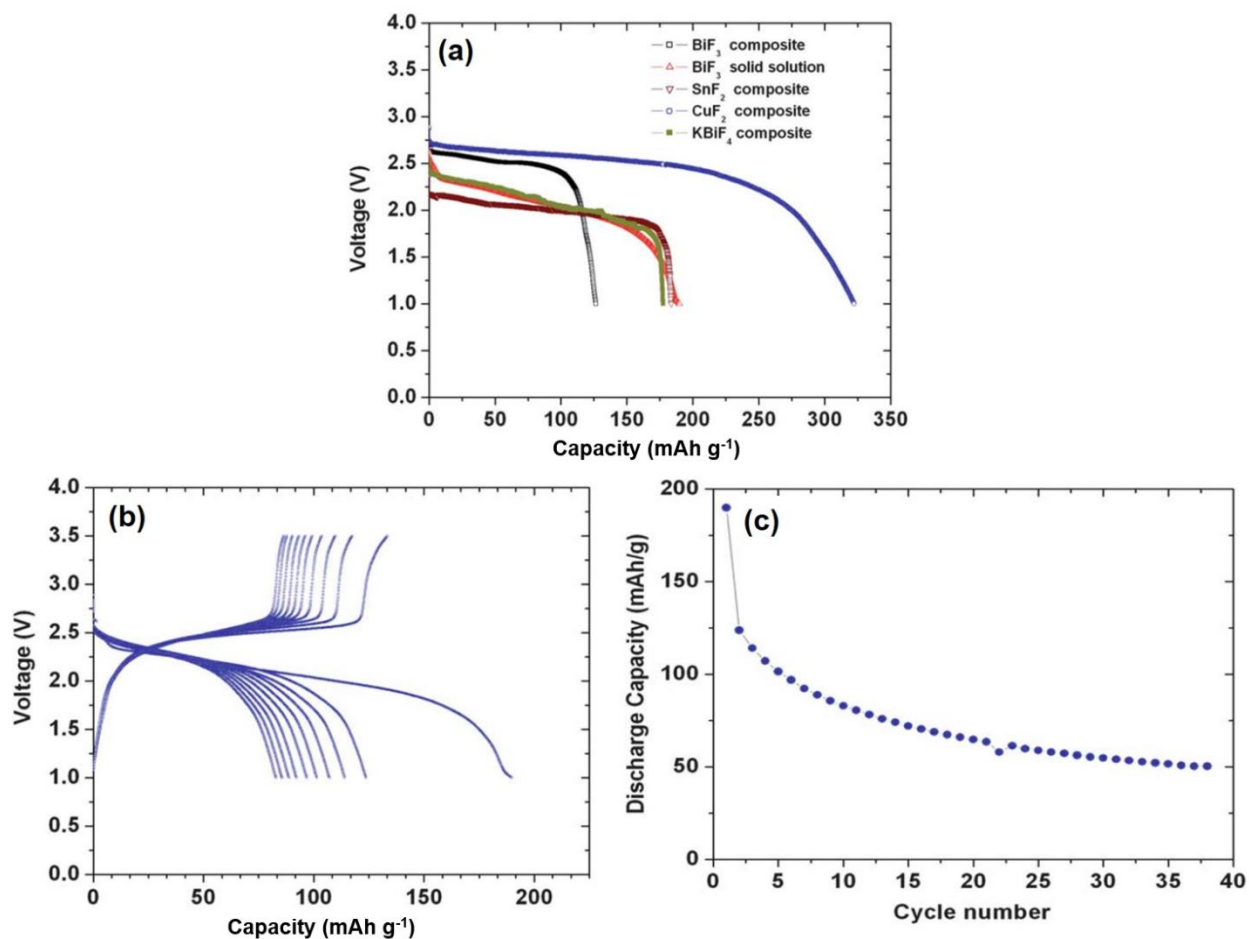 (a)
BiF₃ composite
BiF₃ solid solution
SnF₂ composite
CuF₂ composite
KBiF₄ composite
Voltage (V)
4.0
3.5
3.0
2.5
2.0
1.5
1.0
0.5
0.0
0 50 100 150 200 250 300 350
Capacity (mAh g⁻¹)
(b)
Voltage (V)
4.0
3.5
3.0
2.5
2.0
1.5
1.0
0.5
0.0
0 50 100 150 200
Capacity (mAh g⁻¹)
(c)
Discharge Capacity (mAh/g)
200
150
100
50
0
0 5 10 15 20 25 30 35 40
Cycle number